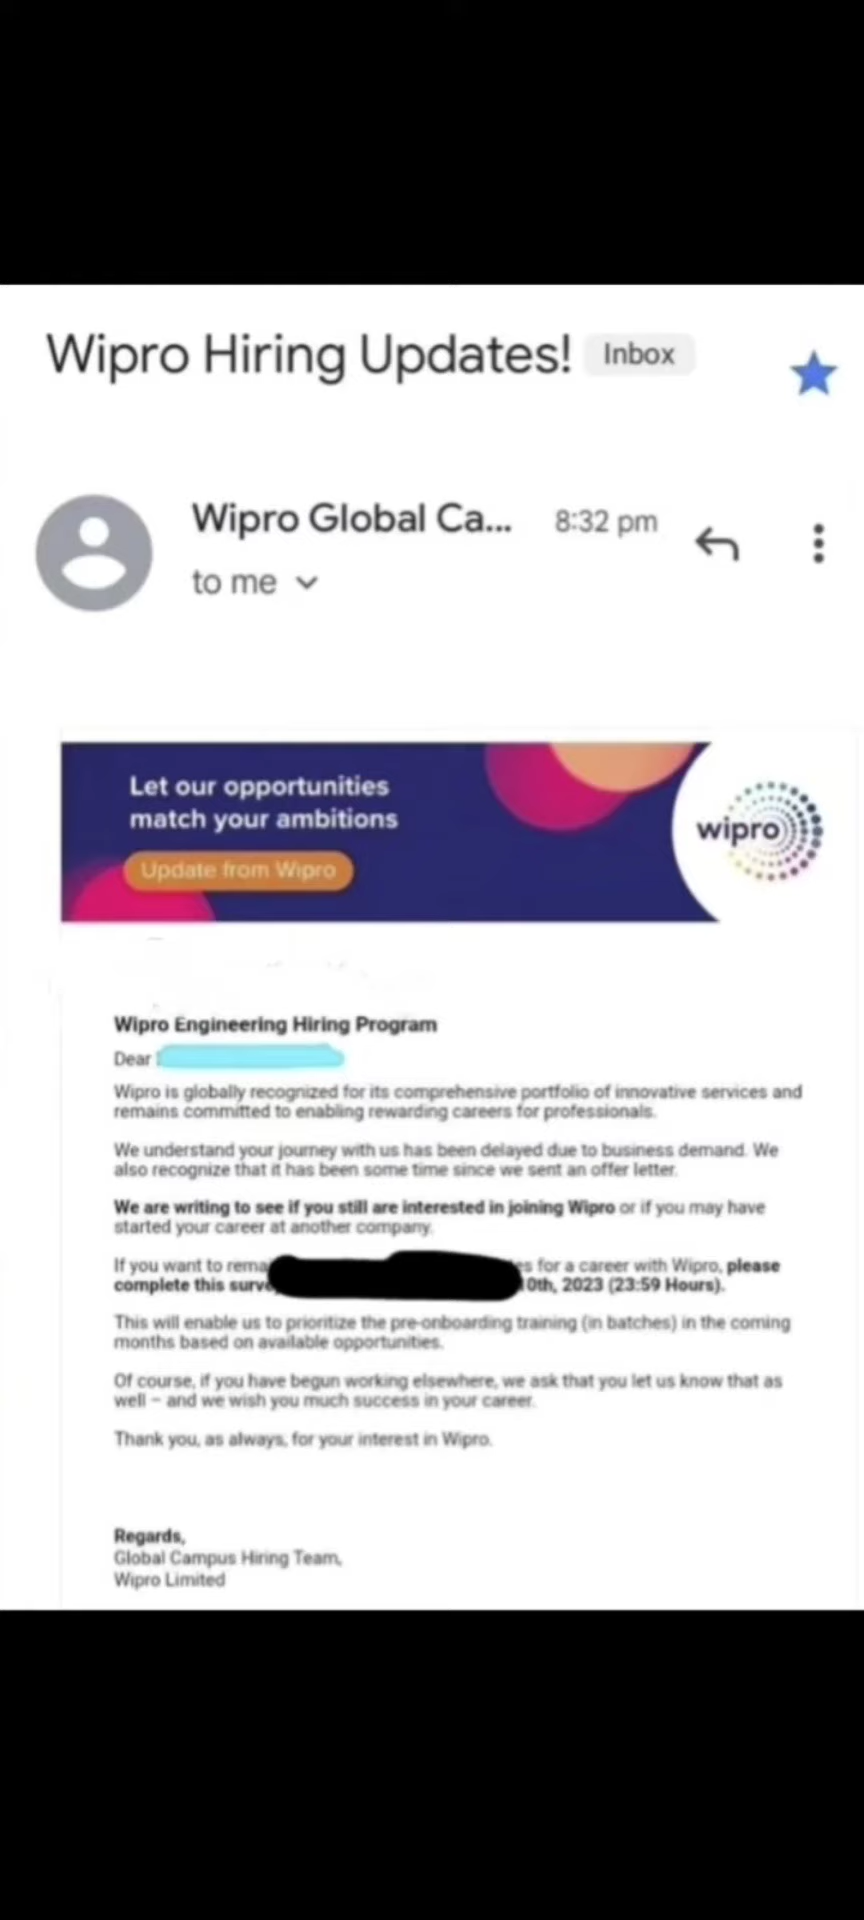 Wipro Hiring Updates! Inbox
Wipro Global Ca... 8:32 pm
to me
Let our opportunities
match your ambitions
Update from Wipro
wipro
Wipro Engineering Hiring Program
Dear
Wipro is globally recognized for its comprehensive portfolio of innovative services and
remains committed to enabling rewarding careers for professionals.
We understand your journey with us has been delayed due to business demand. We
also recognize that it has been some time since we sent an offer letter.
We are writing to see if you still are interested in joining Wipro or if you may have
started your career at another company.
If you want to for a career with Wipro, please
complete this 0th, 2023 (23:59 Hours).
This will enable us to prioritize the pre-onboarding training (in batches) in the coming
months based on available opportunities.
Of course, if you have begun working elsewhere, we ask that you let us know that as
well – and we wish you much success in your career.
Thank you, as always, for your interest in Wipro.
Regards,
Global Campus Hiring Team,
Wipro Limited